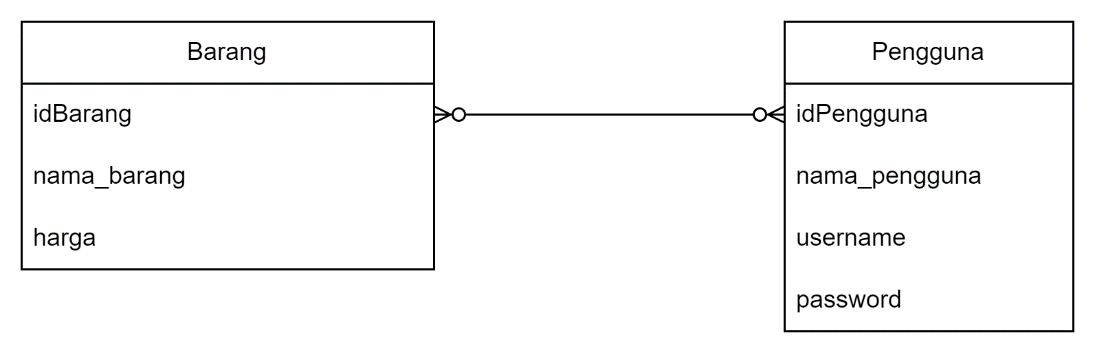 Barang
idBarang
nama_barang
harga
Pengguna
idPengguna
nama_pengguna
username
password